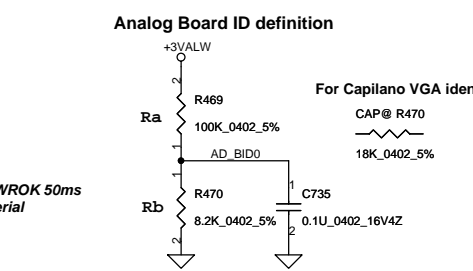 Analog Board ID definition
+3VALW
2
R469
Ra
100K_0402_5%
1
AD_BID0
For Capilano VGA iden
CAP@ R470
18K_0402_5%
WROK 50ms
erial
1
R470
Rb
8.2K_0402_5%
2
1
C735
0.1U_0402_16V4Z
2